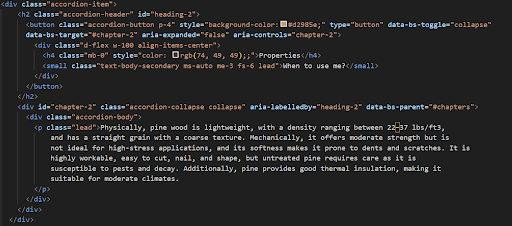 <div class="accordion-item">
<h2 class="accordion-header" id="heading-2">
<button class="accordion-button p-4" style="background-color: #d2985e;" type="button" data-bs-toggle="collapse"
data-bs-target="#chapter-2" aria-expanded="false" aria-controls="chapter-2">
<div class="d-flex w-100 align-items-center">
<h4 class="mb-0" style="color: rgb(74, 49, 49);;">Properties</h4>
<small class="text-body-secondary ms-auto me-3 fs-6 lead">When to use me?</small>
</div>
</button>
</h2>
<div id="chapter-2" class="accordion-collapse collapse" aria-labelledby="heading-2" data-bs-parent="#chapters">
<div class="accordion-body">
<p class="lead">Physically, pine wood is lightweight, with a density ranging between 22–37 lbs/ft3,
and has a straight grain with a coarse texture. Mechanically, it offers moderate strength but is
not ideal for high-stress applications, and its softness makes it prone to dents and scratches. It is
highly workable, easy to cut, nail, and shape, but untreated pine requires care as it is
susceptible to pests and decay. Additionally, pine provides good thermal insulation, making it
suitable for moderate climates.
</p>
</div>
</div>
</div>